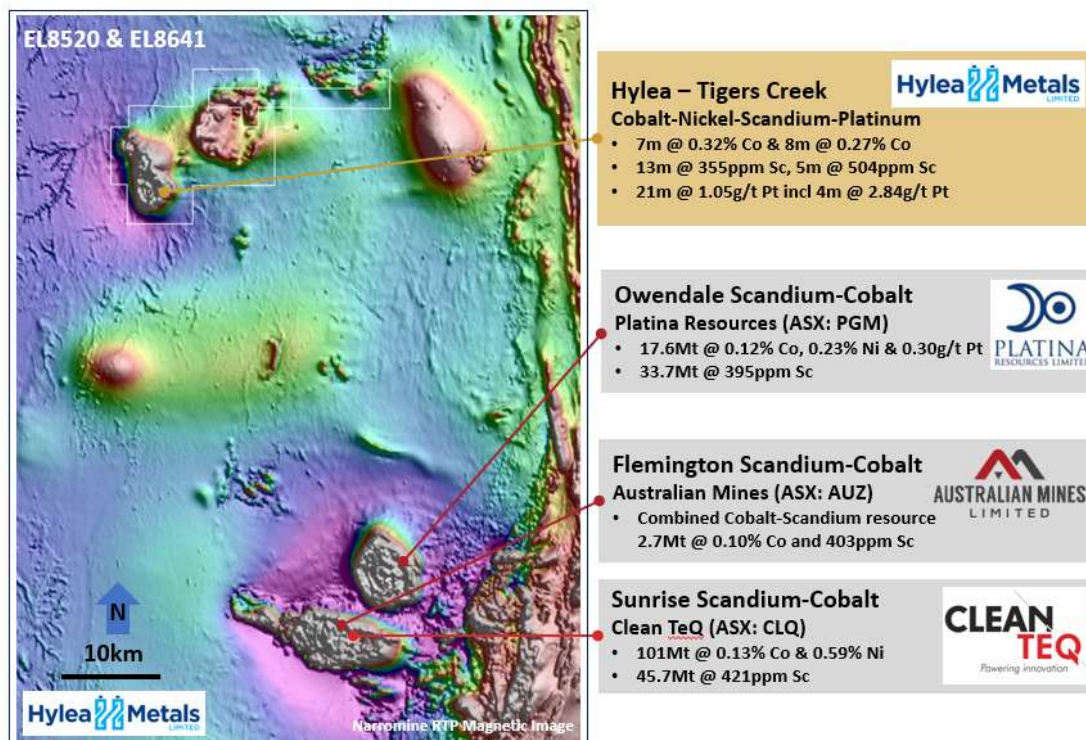 EL8520 & EL8641
N
10km
Hylea Metals
LIMITED
Narromine RTP Magnetic Image
Hylea Metals
LIMITED
Hylea – Tigers Creek
Cobalt-Nickel-Scandium-Platinum
• 7m @ 0.32% Co & 8m @ 0.27% Co
• 13m @ 355ppm Sc, 5m @ 504ppm Sc
• 21m @ 1.05g/t Pt incl 4m @ 2.84g/t Pt
Owendale Scandium-Cobalt
Platina Resources (ASX: PGM)
• 17.6Mt @ 0.12% Co, 0.23% Ni & 0.30g/t Pt
• 33.7Mt @ 395ppm Sc
PLATINA
RESOURCES LIMITED
Flemington Scandium-Cobalt
Australian Mines (ASX: AUZ)
• Combined Cobalt-Scandium resource
2.7Mt @ 0.10% Co and 403ppm Sc
AUSTRALIAN MINES
LIMITED
Sunrise Scandium-Cobalt
Clean TeQ (ASX: CLQ)
• 101Mt @ 0.13% Co & 0.59% Ni
• 45.7Mt @ 421ppm Sc
CLEAN
TEQ
Powering innovation